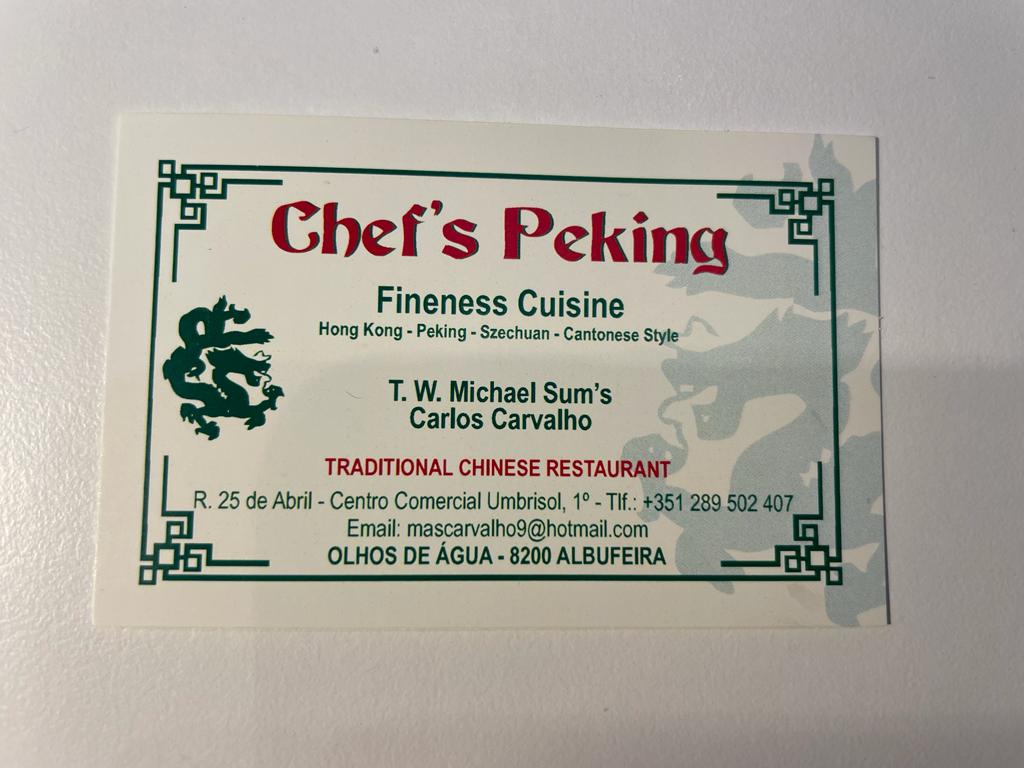 Chef's Peking
Fineness Cuisine
Hong Kong - Peking - Szechuan - Cantonese Style
T. W. Michael Sum's
Carlos Carvalho
TRADITIONAL CHINESE RESTAURANT
R. 25 de Abril - Centro Comercial Umbrisol, 1º - Tlf.: +351 289 502 407
Email: mascarvalho9@hotmail.com
OLHOS DE ÁGUA - 8200 ALBUFEIRA